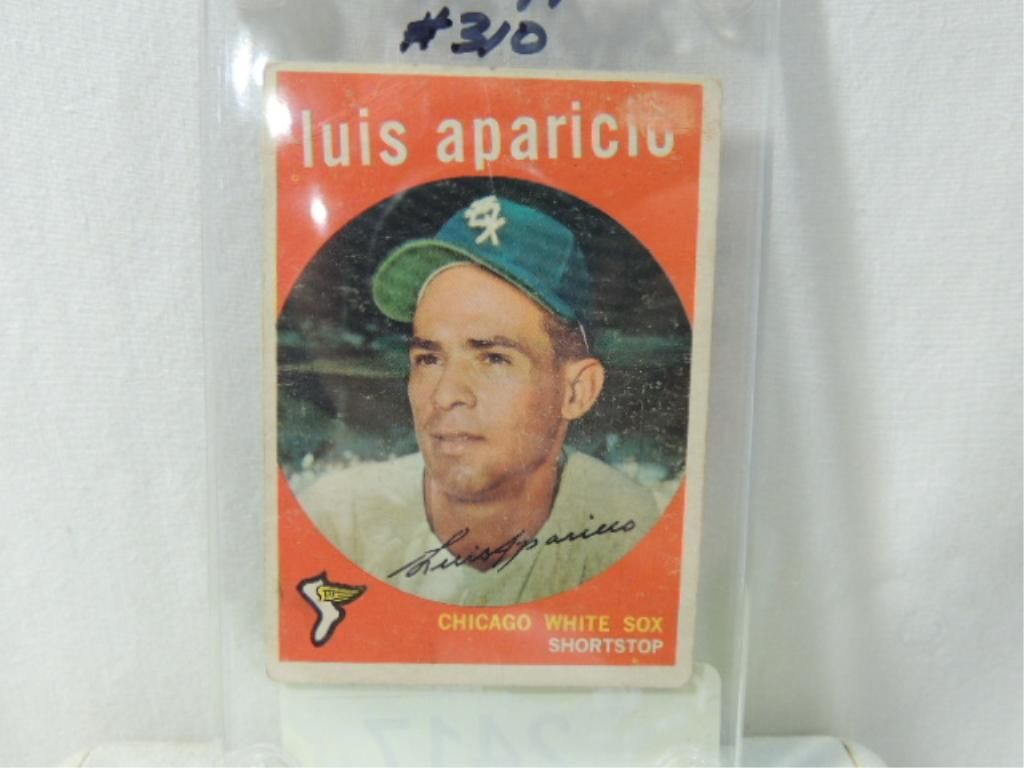 #310
luis aparicio
Luis Aparicio
CHICAGO WHITE SOX
SHORTSTOP